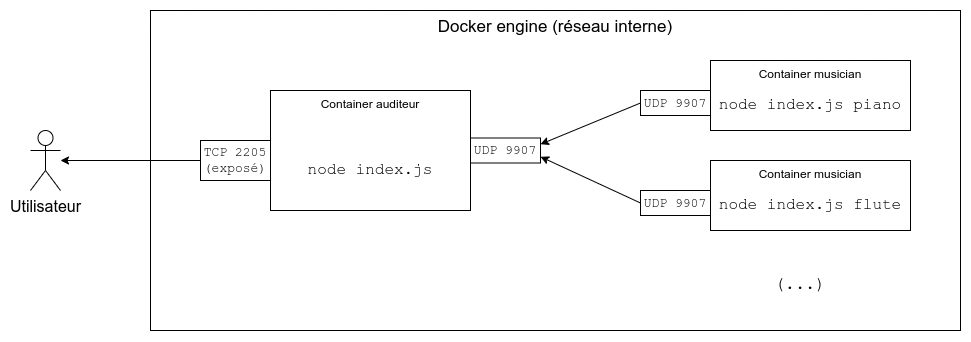 Docker engine (réseau interne)
Container auditeur
node index.js
TCP 2205
(exposé)
UDP 9907
Utilisateur
Container musician
UDP 9907
node index.js piano
Container musician
UDP 9907
node index.js flute
(...)